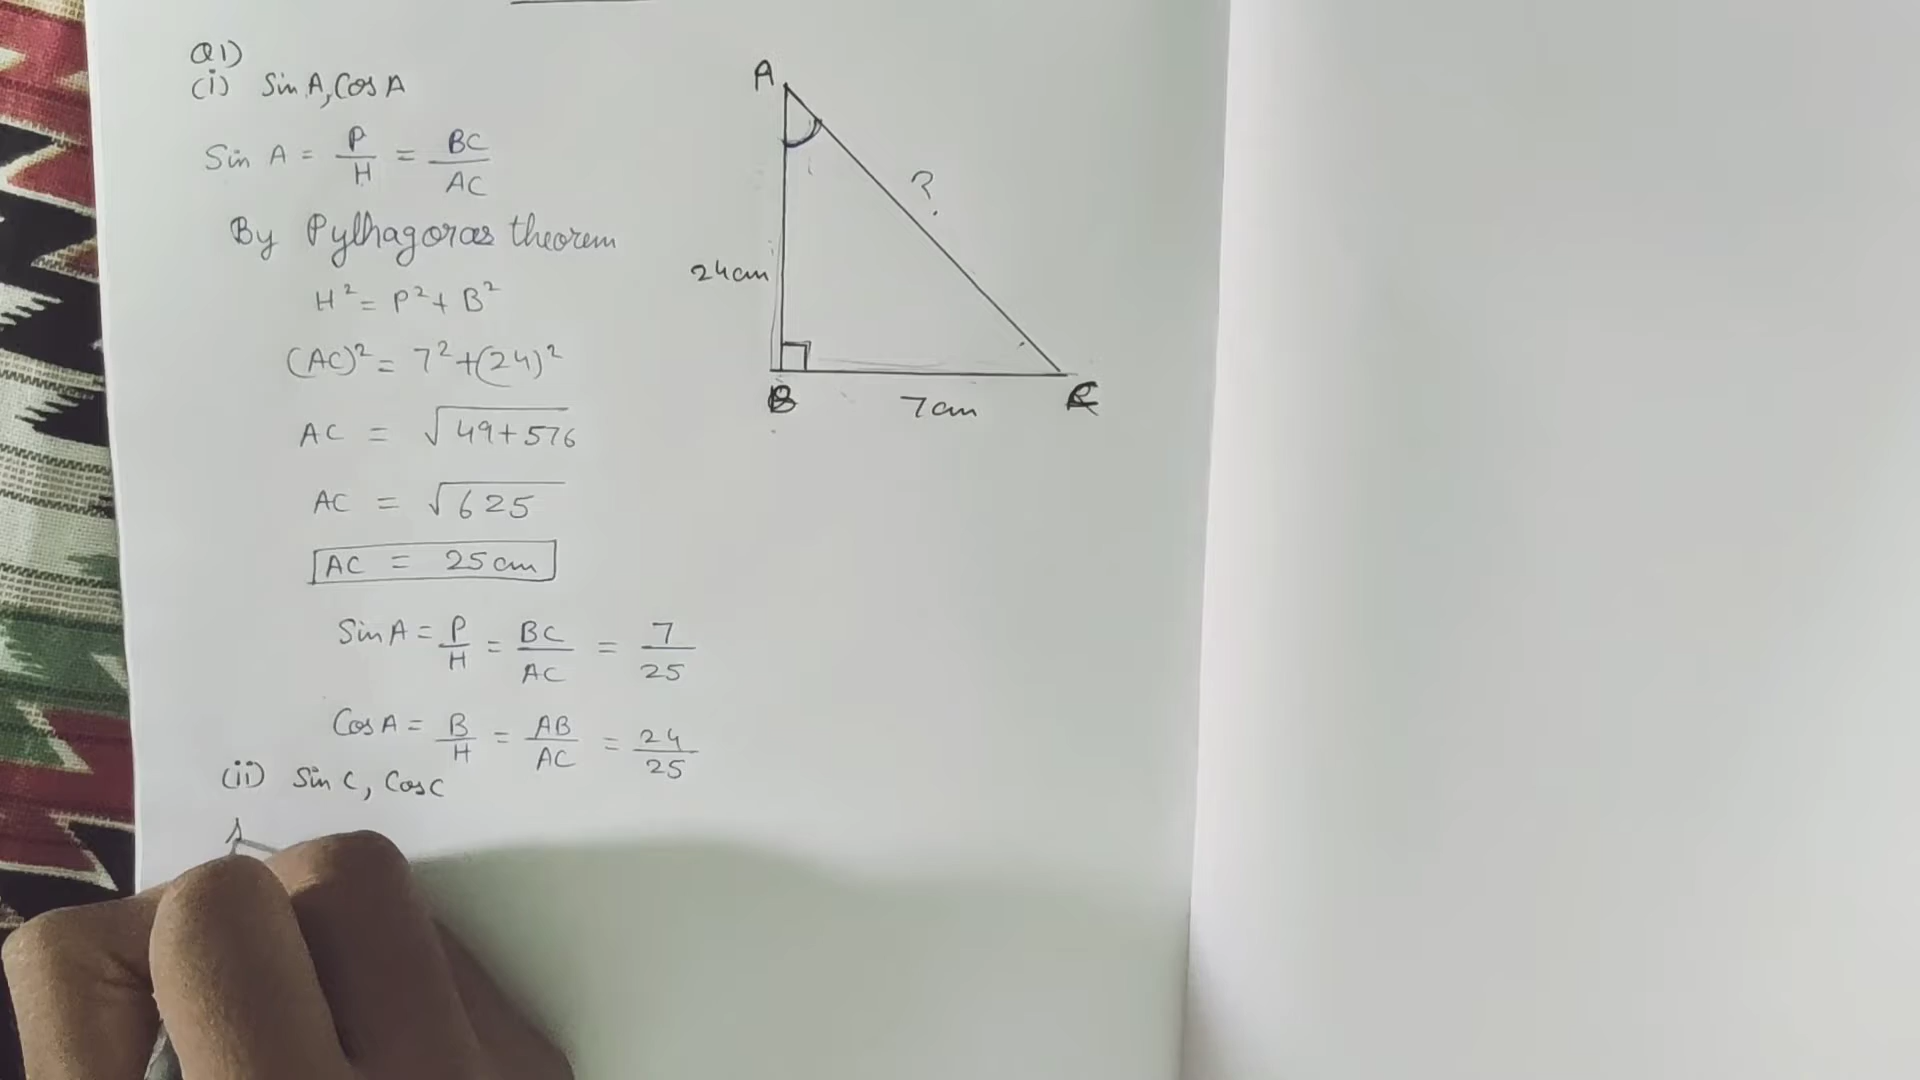 Q1)
(i) Sin A, Cos A
Sin A = P/H = BC/AC
By Pythagoras theorem
H² = P² + B²
(AC)² = 7² + (24)²
AC = √49+576
AC = √625
AC = 25 cm
Sin A = P/H = BC/AC = 7/25
Cos A = B/H = AB/AC = 24/25
(ii) Sin C, Cos C
A
A
?
24cm
B
7cm
C